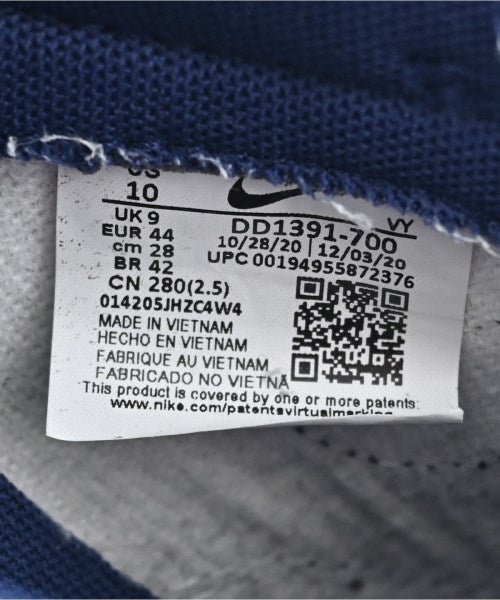 US
10
UK 9
EUR 44
cm 28
BR 42
CN 280(2.5)
014205JHZC4W4
VY
DD1391-700
10/28/20 | 12/03/20
UPC 00194955872376
MADE IN VIETNAM
HECHO EN VIETNAM
FABRIQUE AU VIETNAM
FABRICADO NO VIETNÃ
This product is covered by one or more patents:
www.nike.com/patentsvirtualmarking